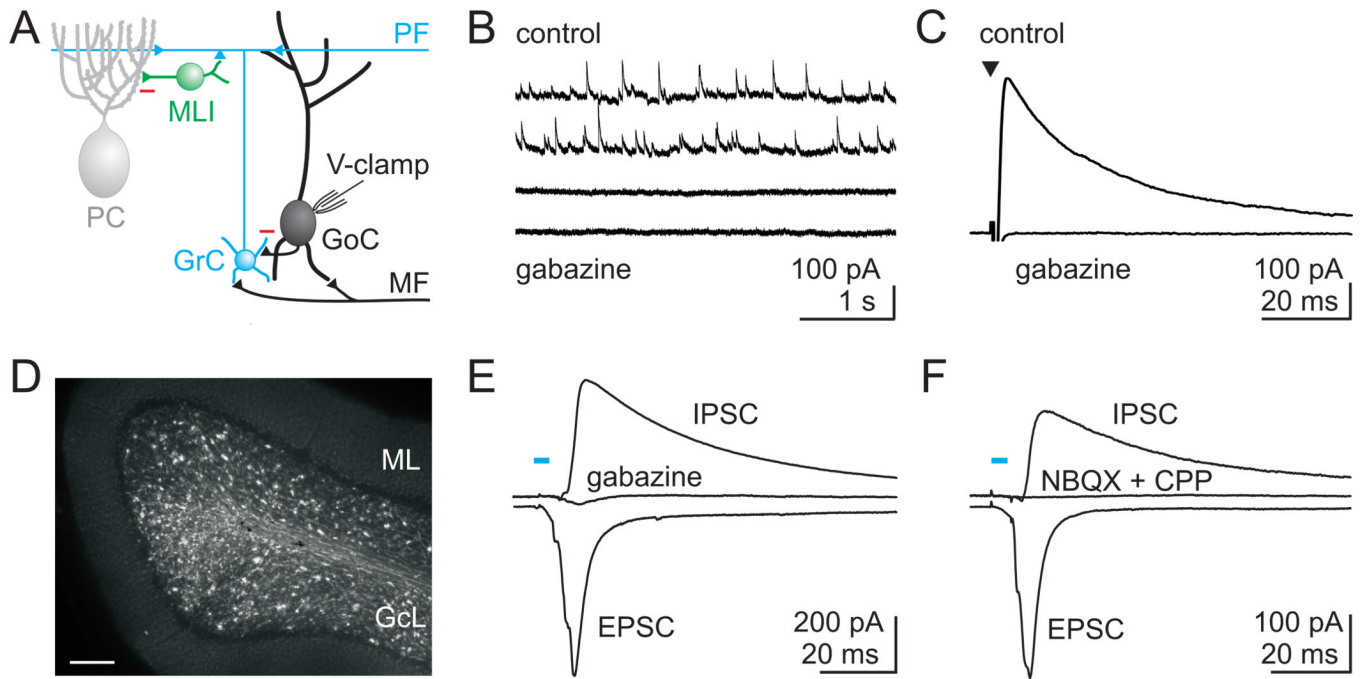 A
PF
MLI
V-clamp
PC
GoC
GrC
MF
B
control
gabazine
100 pA
1 s
C
control
gabazine
100 pA
20 ms
D
ML
GcL
E
IPSC
gabazine
EPSC
200 pA
20 ms
F
IPSC
NBQX + CPP
EPSC
100 pA
20 ms